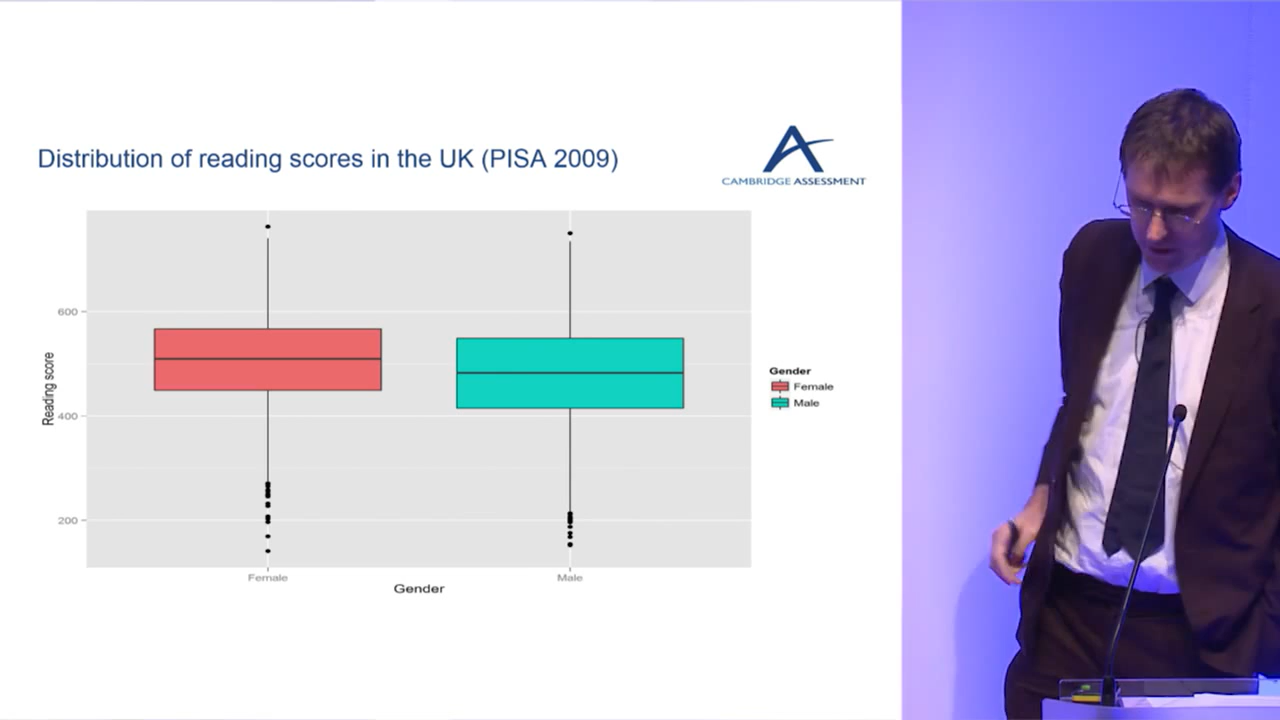 Distribution of reading scores in the UK (PISA 2009)
CAMBRIDGE ASSESSMENT
600
400
200
Reading score
Female
Male
Gender
Gender
Female
Male